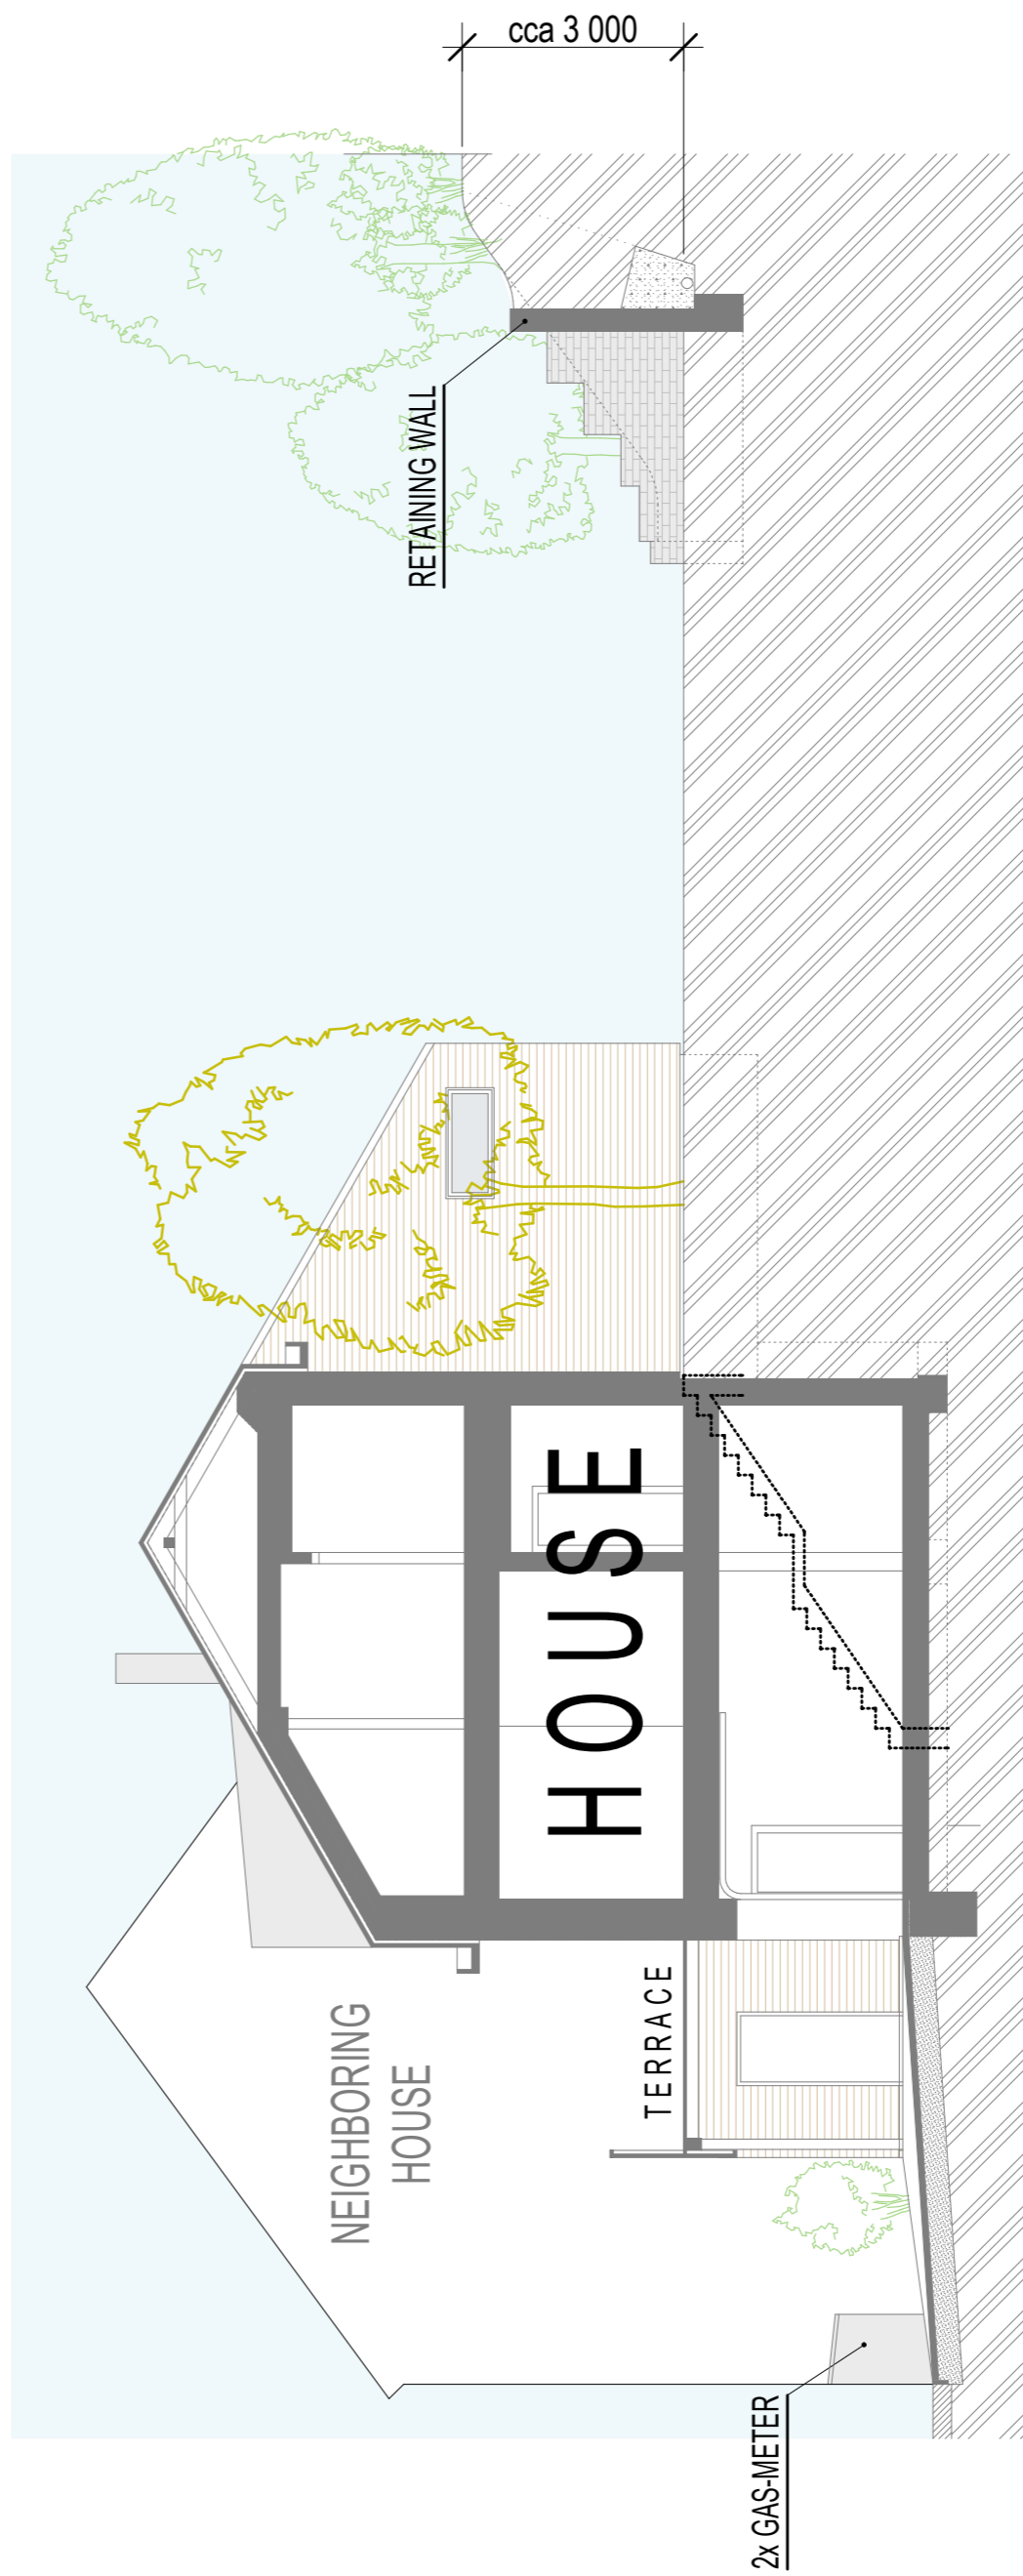 cca 3 000
RETAINING WALL
HOUSE
TERRACE
NEIGHBORING
HOUSE
2x GAS-METER